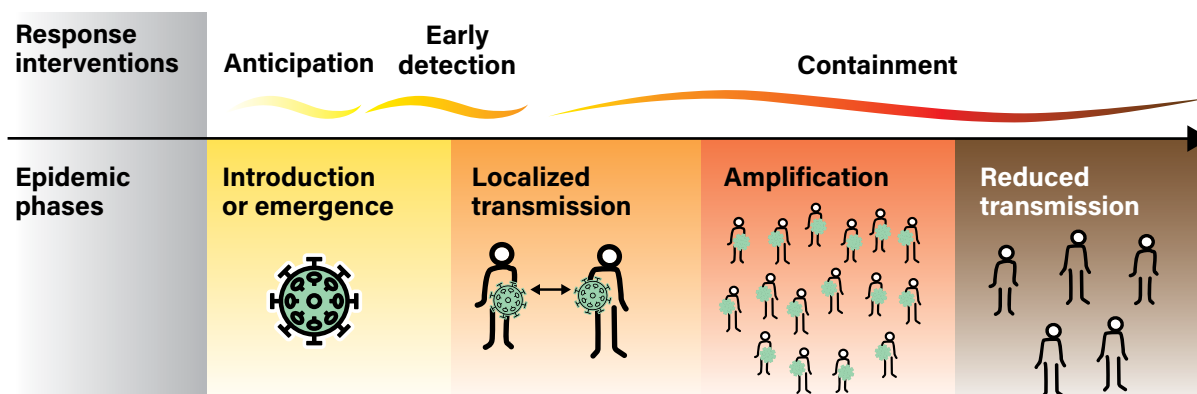 Response
interventions
Anticipation
Early
detection
Containment
Epidemic
phases
Introduction
or emergence
Localized
transmission
Amplification
Reduced
transmission